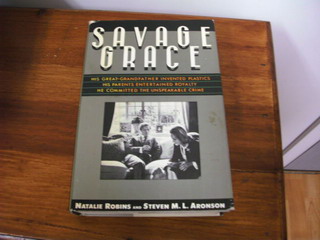 SAVAGE
GRACE
HIS GREAT-GRANDFATHER INVENTED PLASTICS
HIS PARENTS ENTERTAINED ROYALTY
HE COMMITTED THE UNSPEAKABLE CRIME
NATALIE ROBINS AND STEVEN M. L. ARONSON